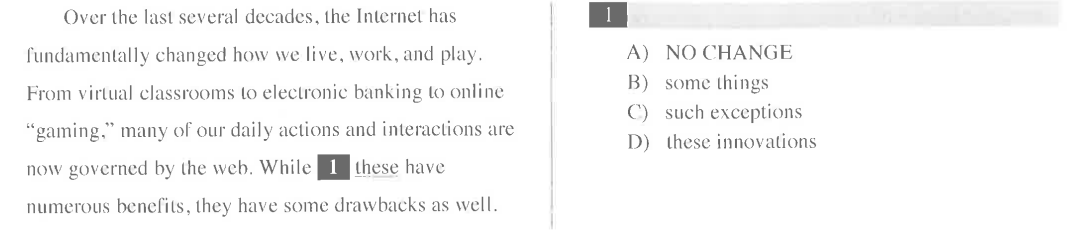 Over the last several decades, the Internet has
fundamentally changed how we live, work, and play.
From virtual classrooms to electronic banking to online
“gaming,” many of our daily actions and interactions are
now governed by the web. While 1 these have
numerous benefits, they have some drawbacks as well.
1
A) NO CHANGE
B) some things
C) such exceptions
D) these innovations